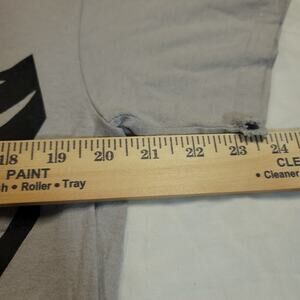 18 19 20 21 22 23 24
PAINT CLE
h • Roller • Tray • Cleaner